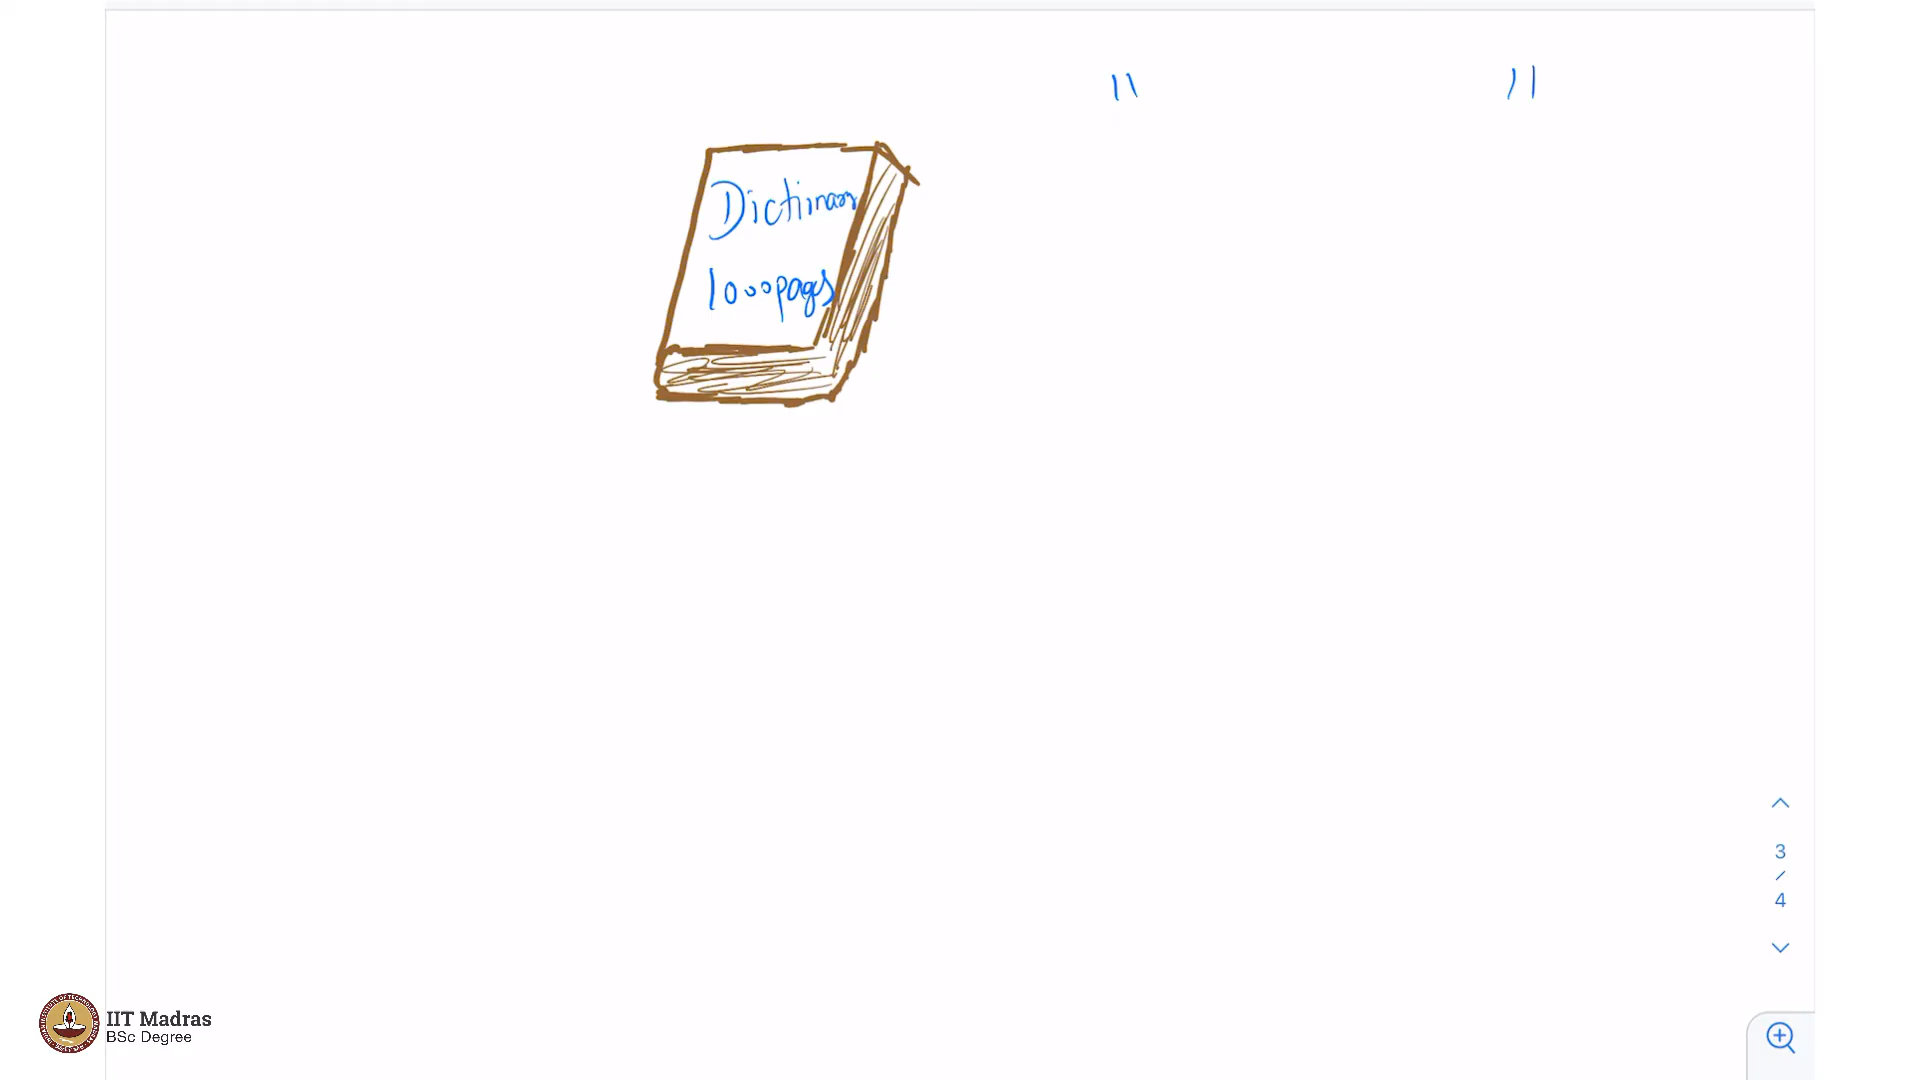 " "
Dictionary
1000 pages
3
/
4
IIT Madras
BSc Degree